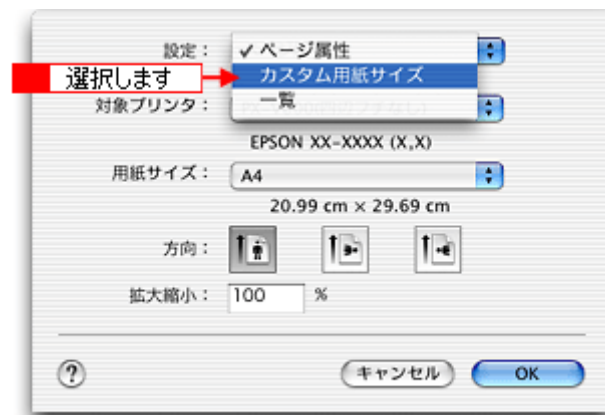 設定： ✓ ページ属性
選択します カスタム用紙サイズ
一覧
対象プリンタ：
EPSON XX-XXXX (X,X)
用紙サイズ： A4
20.99 cm × 29.69 cm
方向：
拡大縮小： 100 %
? キャンセル OK